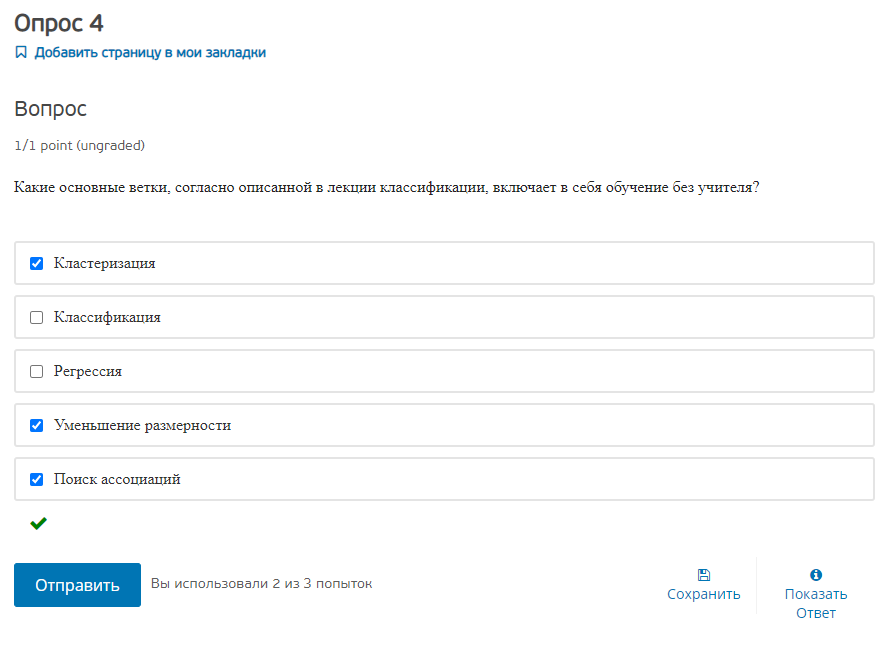 Опрос 4
Добавить страницу в мои закладки
Вопрос
1/1 point (ungraded)
Какие основные ветки, согласно описанной в лекции классификации, включает в себя обучение без учителя?
Кластеризация
Классификация
Регрессия
Уменьшение размерности
Поиск ассоциаций
Отправить
Вы использовали 2 из 3 попыток
Сохранить
Показать
Ответ